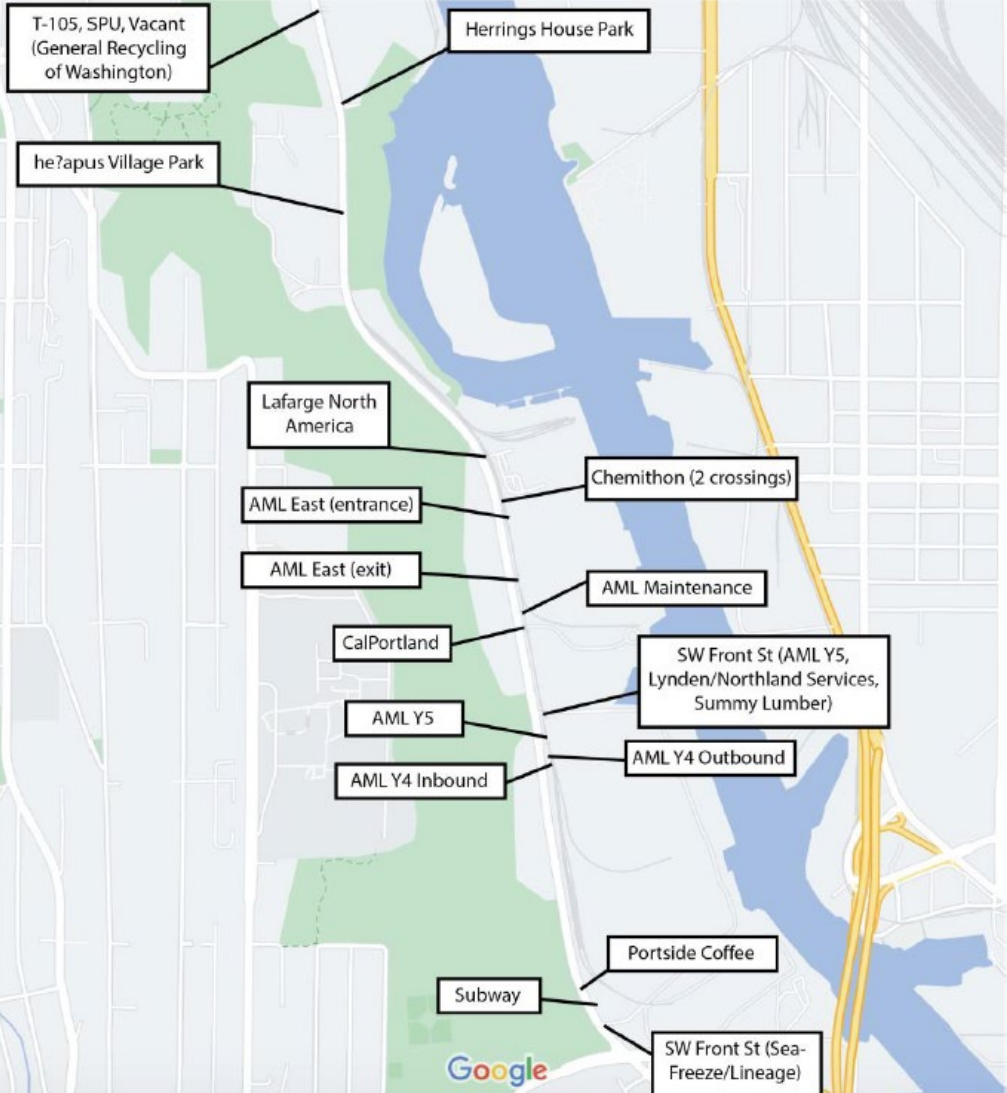 T-105, SPU, Vacant
(General Recycling
of Washington)
Herrings House Park
he?apus Village Park
Lafarge North
America
Chemithon (2 crossings)
AML East (entrance)
AML East (exit)
AML Maintenance
CalPortland
SW Front St (AML Y5,
Lynden/Northland Services,
Summy Lumber)
AML Y5
AML Y4 Outbound
AML Y4 Inbound
Portside Coffee
Subway
SW Front St (Sea-
Freeze/Lineage)
Google